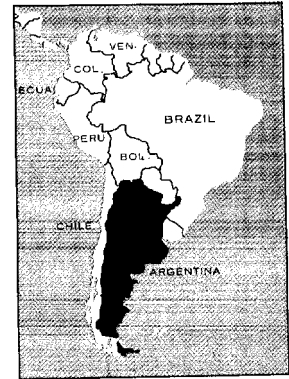 VEN.
COL.
ECUA
BRAZIL
PERU
BOL.
CHILE
ARGENTINA